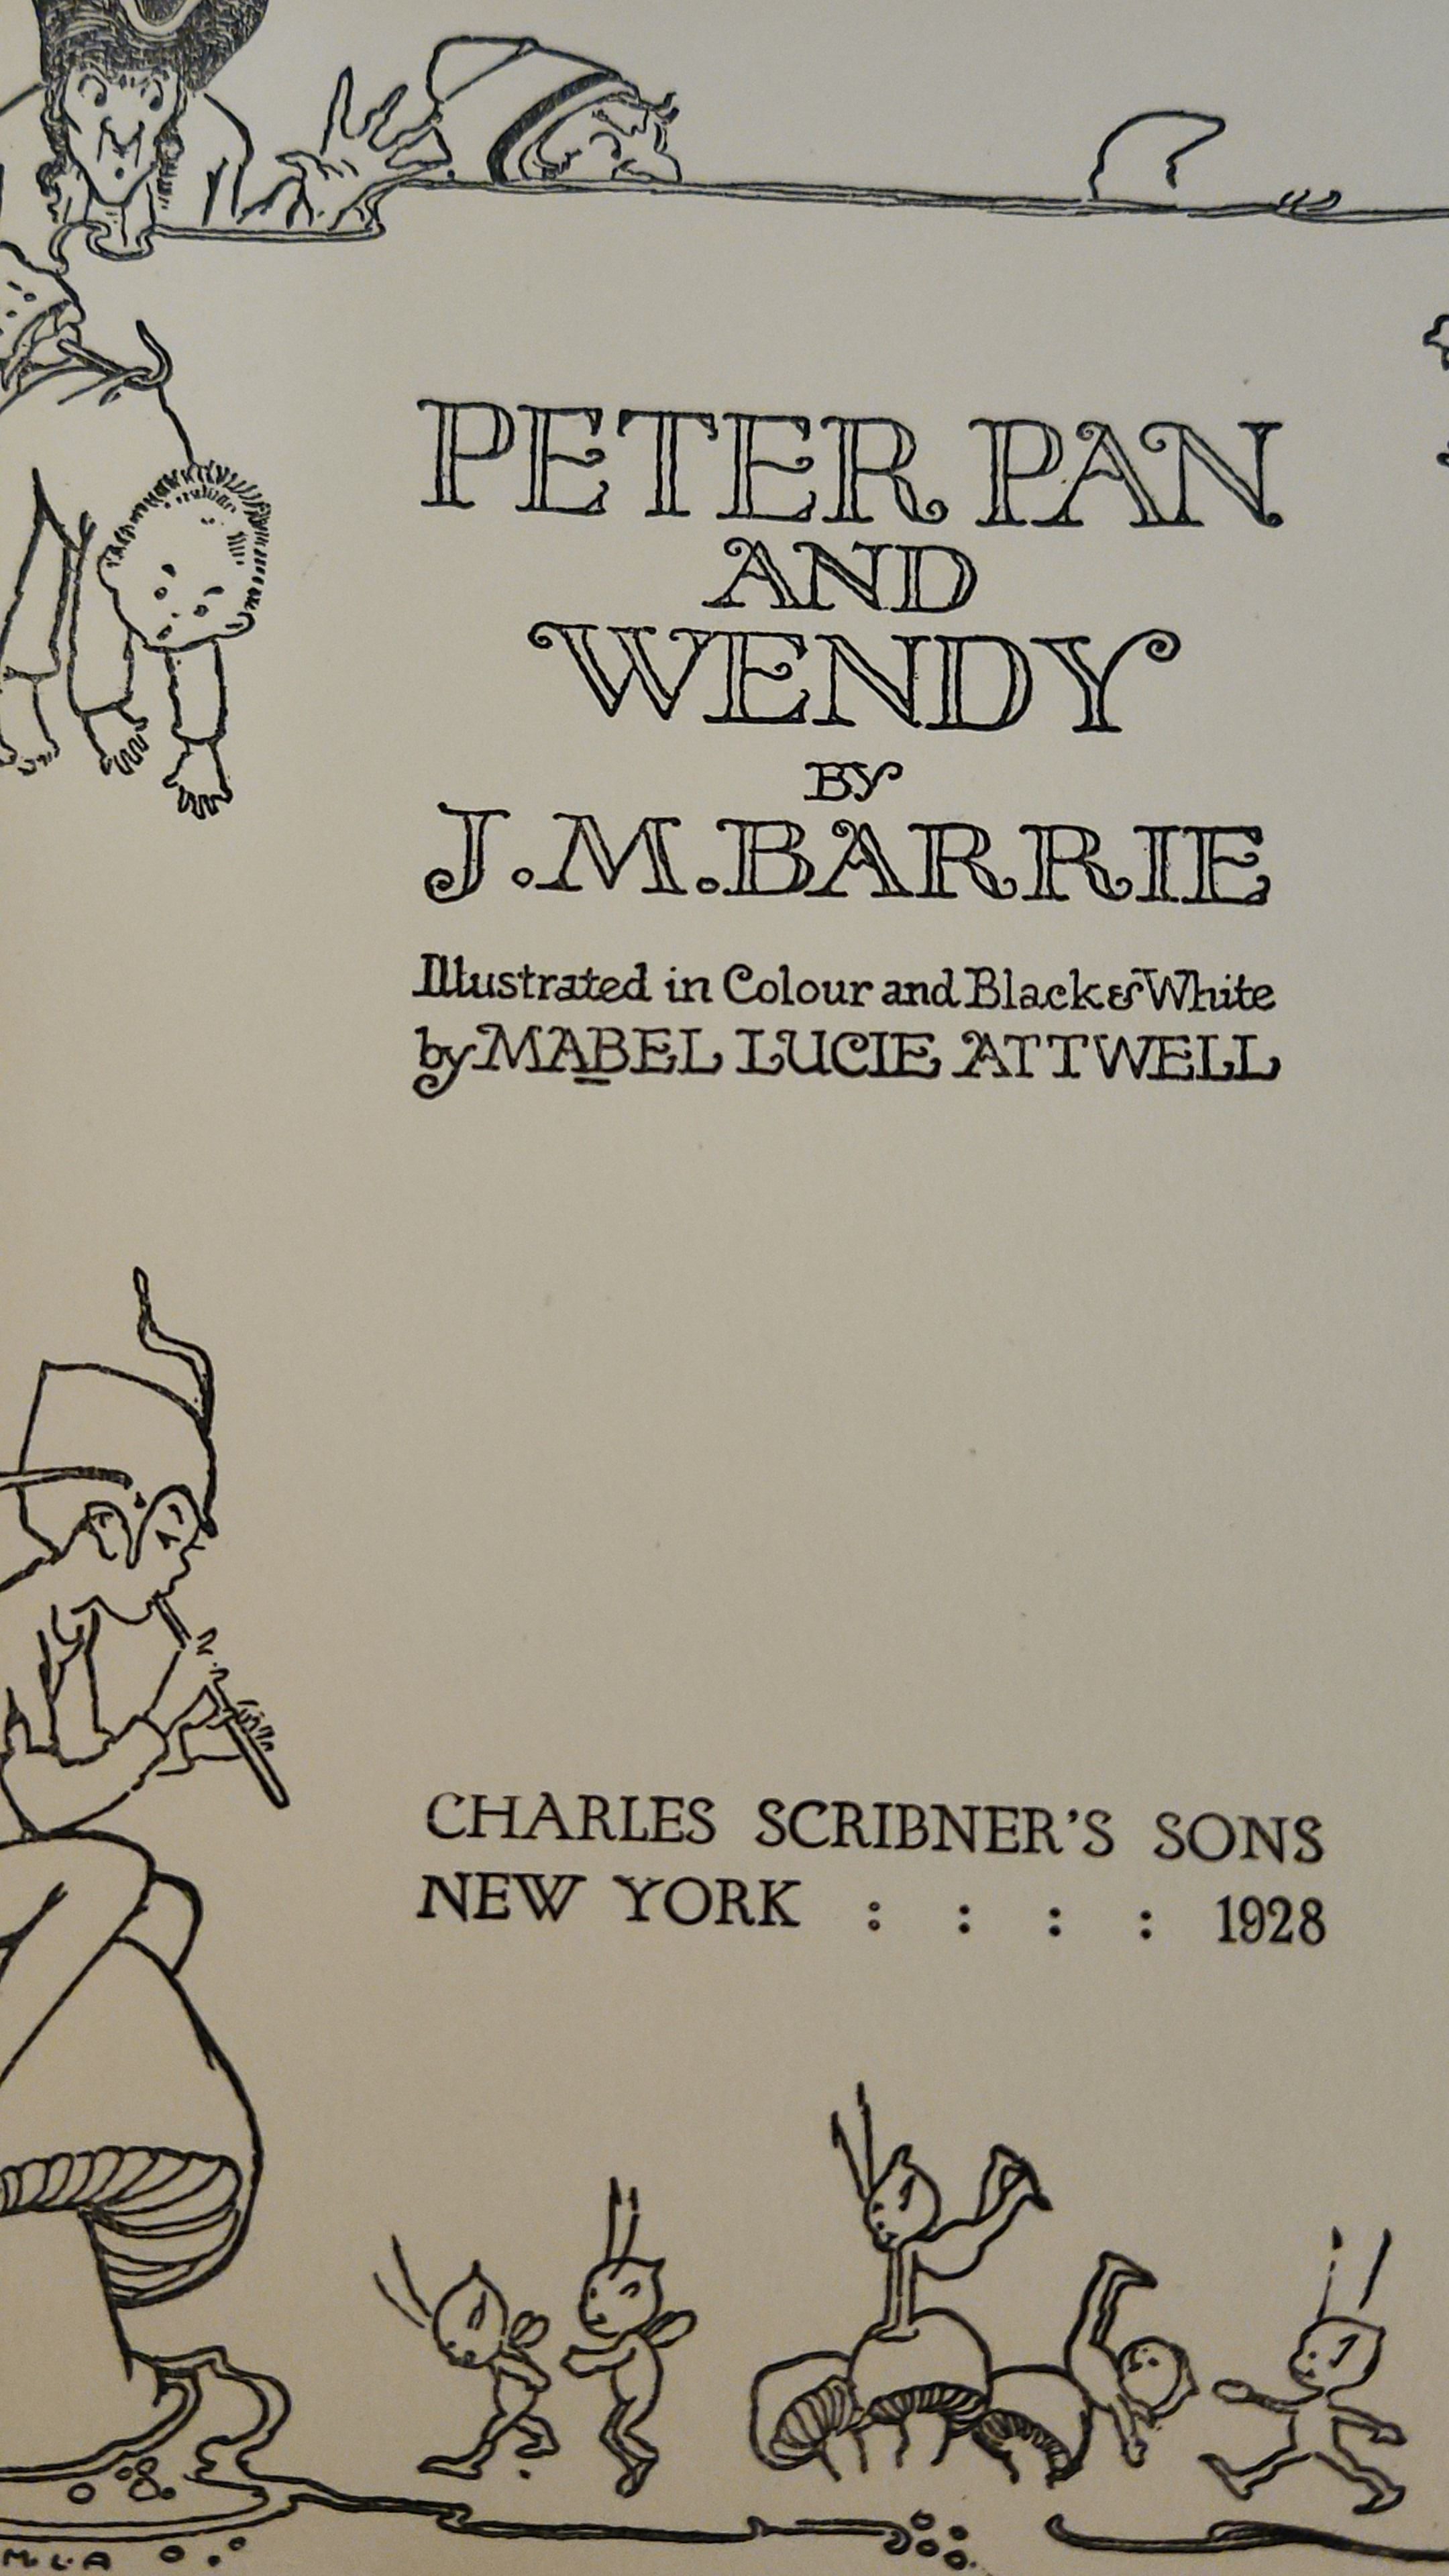 PETER PAN
AND
WENDY
BY
J.M.BARRIE
Illustrated in Colour and Black & White
by MABEL LUCIE ATTWELL
CHARLES SCRIBNER'S SONS
NEW YORK : : : : 1928
M.L.A